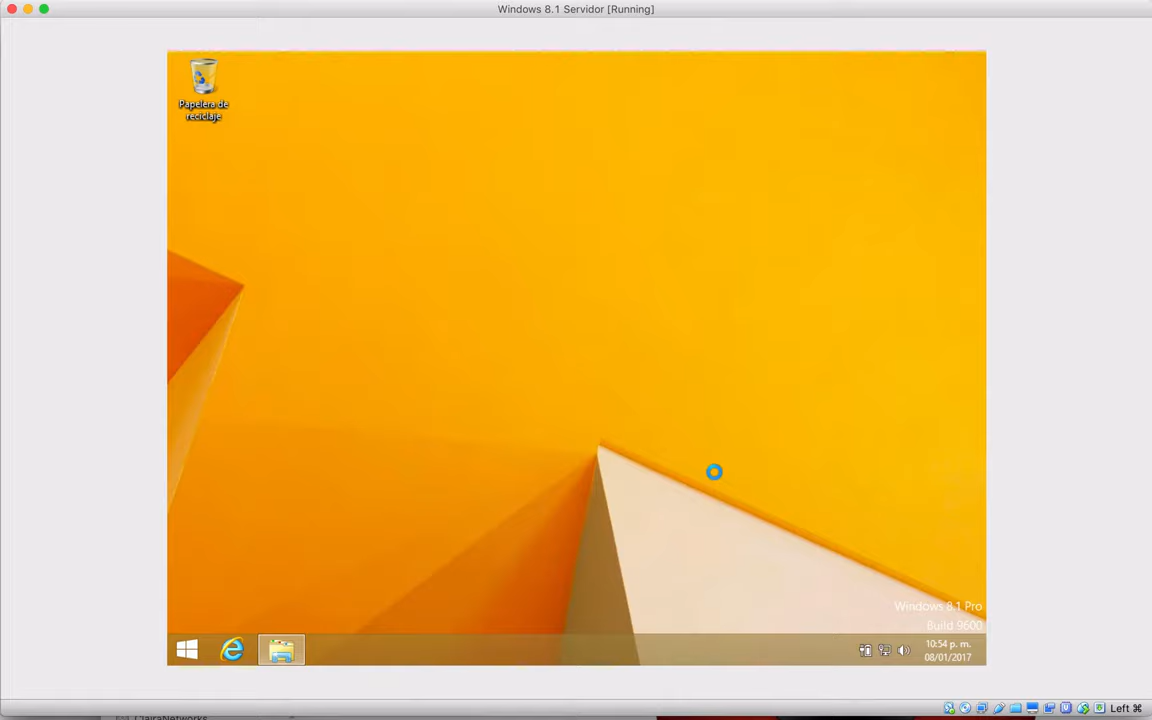 Windows 8.1 Servidor [Running]
Papelera de
reciclaje
Windows 8.1 Pro
Build 9600
10:54 p. m.
08/01/2017
Left ⌘
ClairaNetworks